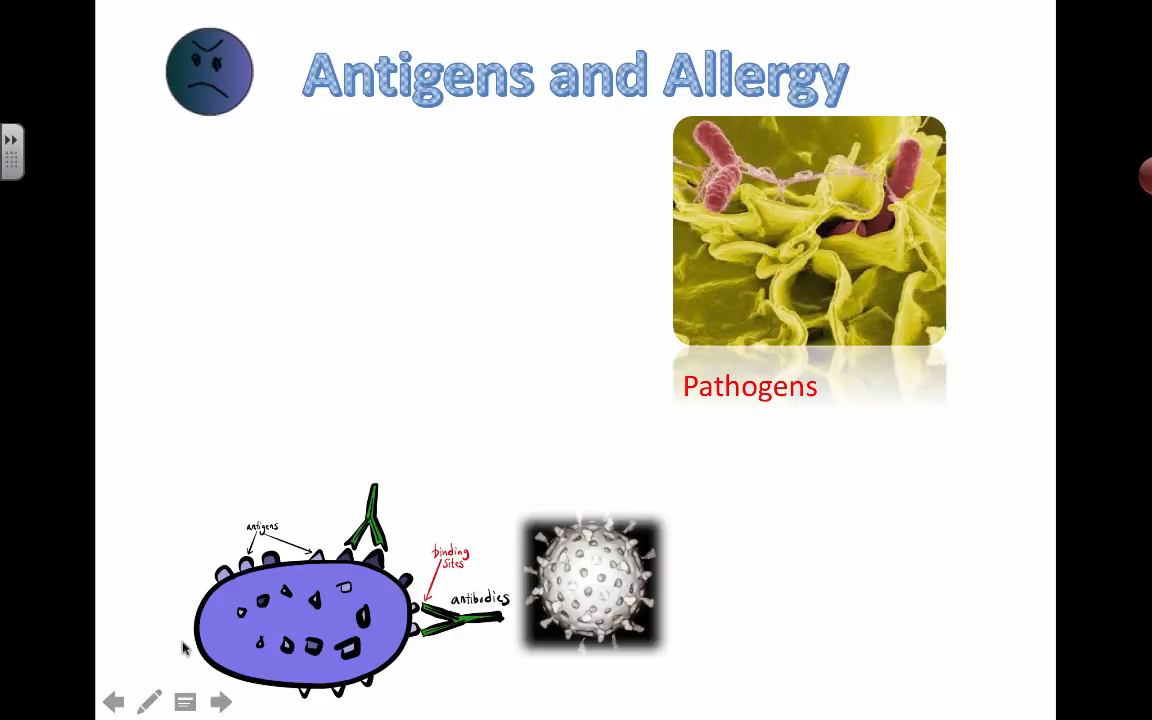 Antigens and Allergy
Pathogens
antigens
binding
sites
antibodies